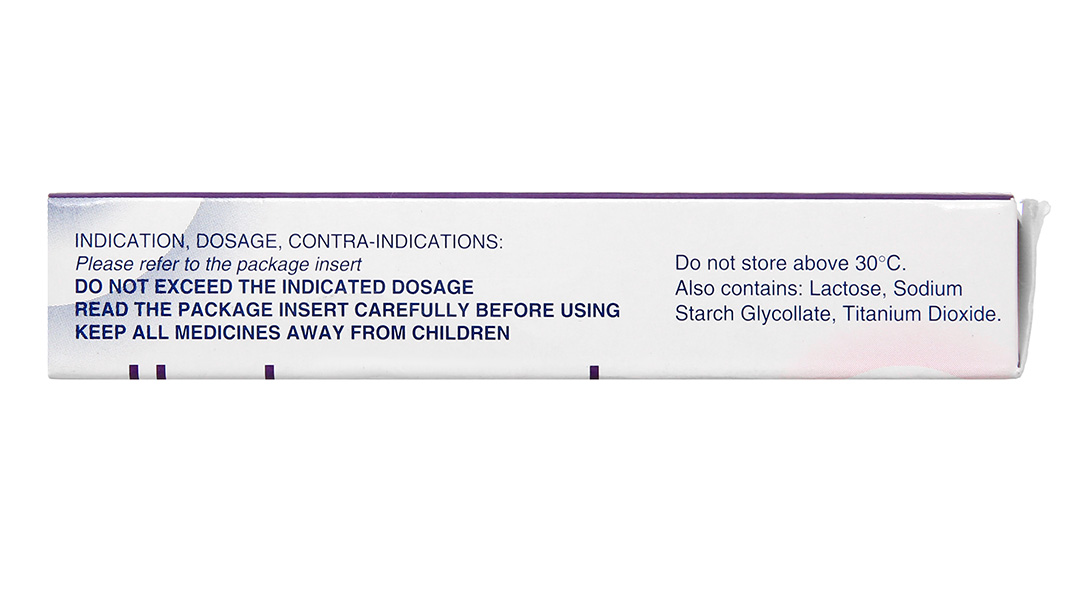 INDICATION, DOSAGE, CONTRA-INDICATIONS:
Please refer to the package insert
DO NOT EXCEED THE INDICATED DOSAGE
READ THE PACKAGE INSERT CAREFULLY BEFORE USING
KEEP ALL MEDICINES AWAY FROM CHILDREN
Do not store above 30°C.
Also contains: Lactose, Sodium
Starch Glycollate, Titanium Dioxide.